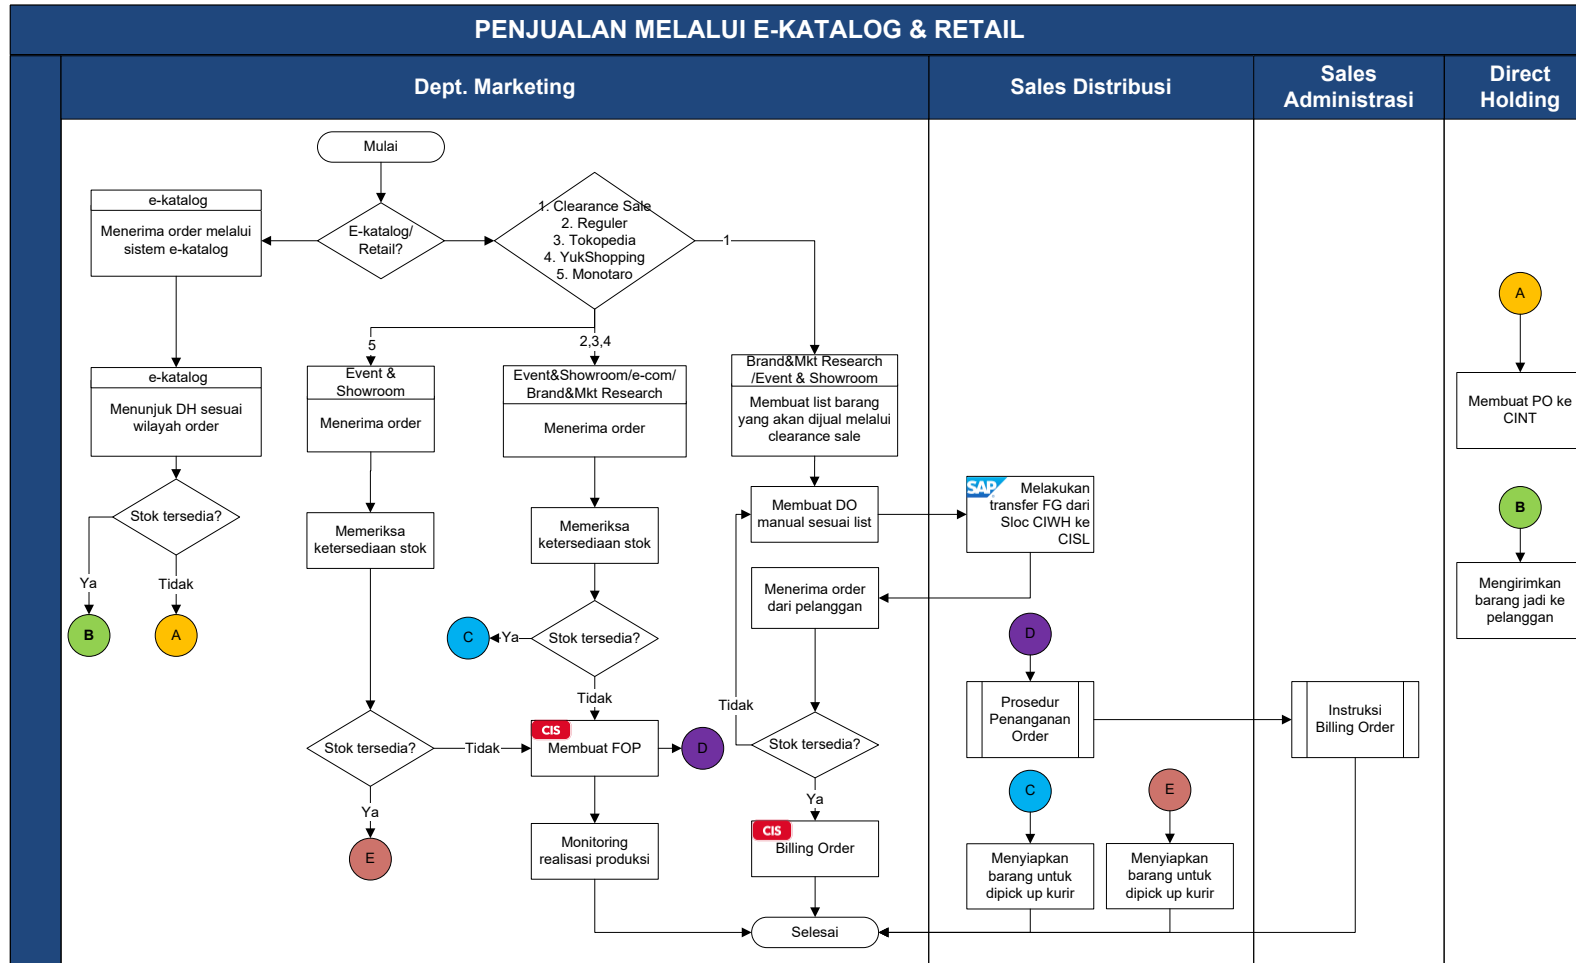 PENJUALAN MELALUI E-KATALOG & RETAIL
Dept. Marketing
Sales Distribusi
Sales
Administrasi
Direct
Holding
Mulai
e-katalog
Menerima order melalui
sistem e-katalog
E-katalog/
Retail?
1. Clearance Sale
2. Reguler
3. Tokopedia
4. YukShopping
5. Monotaro
1
5
2,3,4
e-katalog
Menunjuk DH sesuai
wilayah order
Event &
Showroom
Menerima order
Event&Showroom/e-com/
Brand&Mkt Research
Menerima order
Brand&Mkt Research
/Event & Showroom
Membuat list barang
yang akan dijual melalui
clearance sale
Stok tersedia?
Ya
Tidak
B
A
Memeriksa
ketersediaan stok
Memeriksa
ketersediaan stok
Membuat DO
manual sesuai list
SAP
Melakukan
transfer FG dari
Sloc CIWH ke
CISL
Menerima order
dari pelanggan
C
Ya
Stok tersedia?
Tidak
Tidak
Stok tersedia?
Tidak
CIS
Membuat FOP
D
Stok tersedia?
Ya
E
Monitoring
realisasi produksi
Ya
CIS
Billing Order
Selesai
D
Prosedur
Penanganan
Order
Instruksi
Billing Order
C
E
Menyiapkan
barang untuk
dipick up kurir
Menyiapkan
barang untuk
dipick up kurir
A
Membuat PO ke
CINT
B
Mengirimkan
barang jadi ke
pelanggan